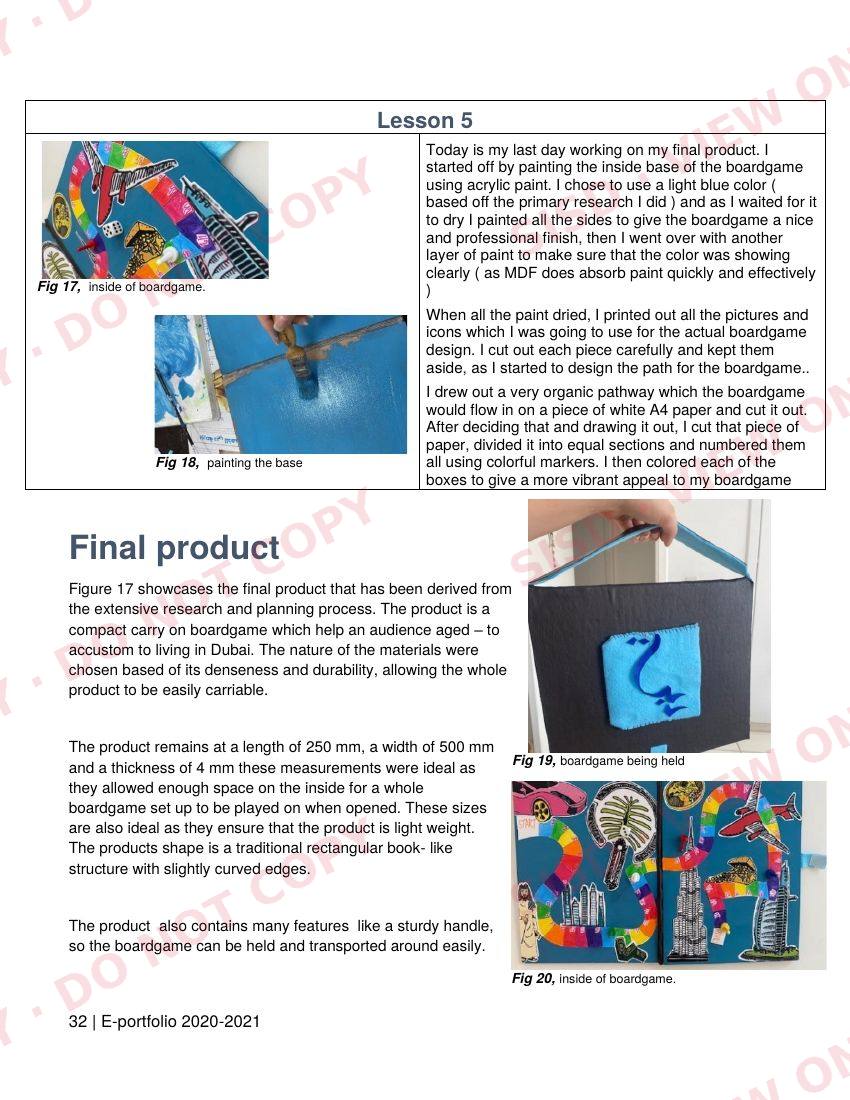 Lesson 5
Fig 17, inside of boardgame.
Fig 18, painting the base
Today is my last day working on my final product. I
started off by painting the inside base of the boardgame
using acrylic paint. I chose to use a light blue color (
based off the primary research I did ) and as I waited for it
to dry I painted all the sides to give the boardgame a nice
and professional finish, then I went over with another
layer of paint to make sure that the color was showing
clearly ( as MDF does absorb paint quickly and effectively
)
When all the paint dried, I printed out all the pictures and
icons which I was going to use for the actual boardgame
design. I cut out each piece carefully and kept them
aside, as I started to design the path for the boardgame..
I drew out a very organic pathway which the boardgame
would flow in on a piece of white A4 paper and cut it out.
After deciding that and drawing it out, I cut that piece of
paper, divided it into equal sections and numbered them
all using colorful markers. I then colored each of the
boxes to give a more vibrant appeal to my boardgame
Final product
Figure 17 showcases the final product that has been derived from
the extensive research and planning process. The product is a
compact carry on boardgame which help an audience aged – to
accustom to living in Dubai. The nature of the materials were
chosen based of its denseness and durability, allowing the whole
product to be easily carriable.
The product remains at a length of 250 mm, a width of 500 mm
and a thickness of 4 mm these measurements were ideal as
they allowed enough space on the inside for a whole
boardgame set up to be played on when opened. These sizes
are also ideal as they ensure that the product is light weight.
The products shape is a traditional rectangular book- like
structure with slightly curved edges.
The product also contains many features like a sturdy handle,
so the boardgame can be held and transported around easily.
Fig 19, boardgame being held
START
Fig 20, inside of boardgame.
32 | E-portfolio 2020-2021
DO NOT COPY
SISD · VIEW ON